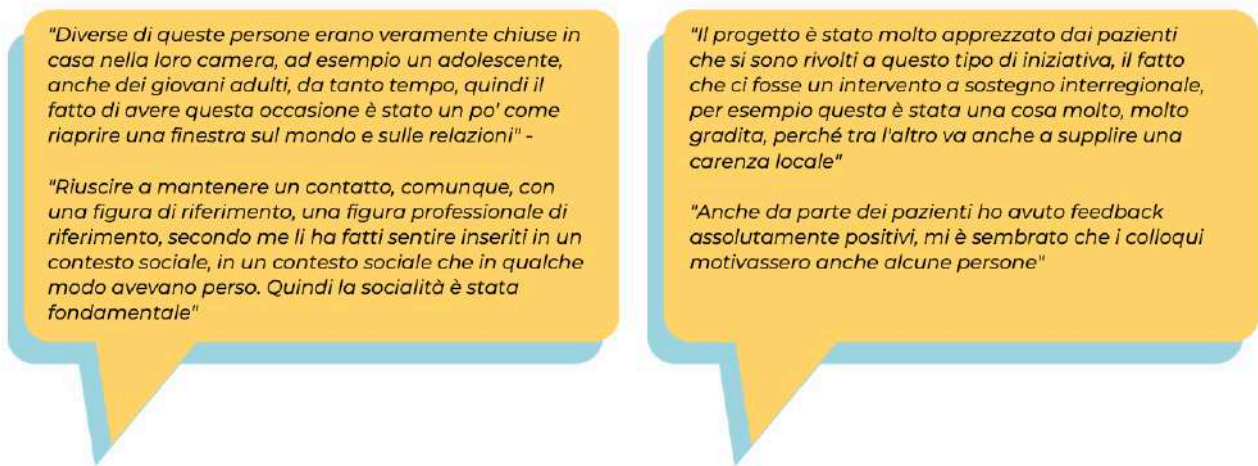 "Diverse di queste persone erano veramente chiuse in
casa nella loro camera, ad esempio un adolescente,
anche dei giovani adulti, da tanto tempo, quindi il
fatto di avere questa occasione è stato un po' come
riaprire una finestra sul mondo e sulle relazioni" -
"Riuscire a mantenere un contatto, comunque, con
una figura di riferimento, una figura professionale di
riferimento, secondo me li ha fatti sentire inseriti in un
contesto sociale, in un contesto sociale che in qualche
modo avevano perso. Quindi la socialità è stata
fondamentale"
"Il progetto è stato molto apprezzato dai pazienti
che si sono rivolti a questo tipo di iniziativa, il fatto
che ci fosse un intervento a sostegno interregionale,
per esempio questa è stata una cosa molto, molto
gradita, perché tra l'altro va anche a supplire una
carenza locale"
"Anche da parte dei pazienti ho avuto feedback
assolutamente positivi, mi è sembrato che i colloqui
motivassero anche alcune persone"